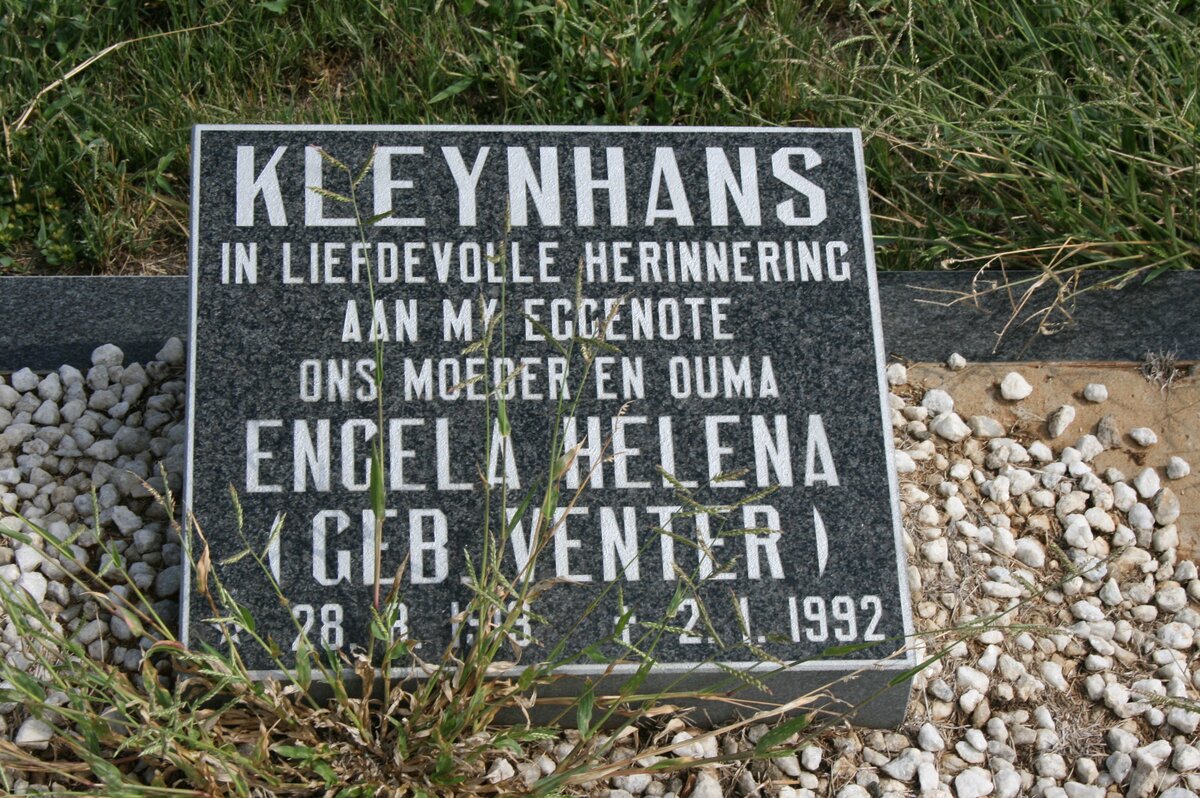 KLEYNHANS
IN LIEFDEVOLLE HERINNERING
AAN MY EGGENOTE
ONS MOEDER EN OUMA
ENGELA HELENA
(GEB. VENTER)
28. † 2. 1. 1992